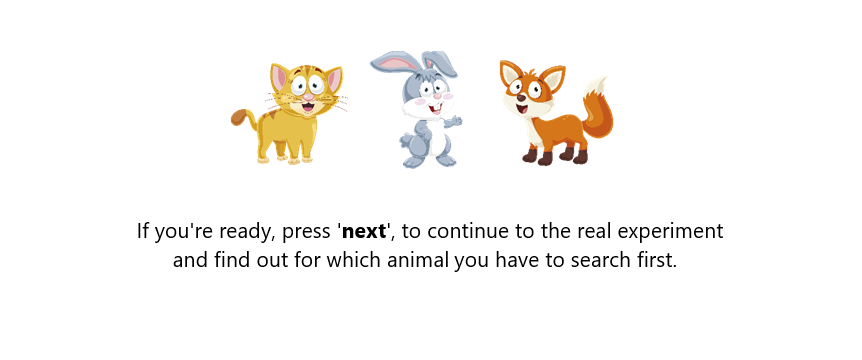 If you're ready, press 'next', to continue to the real experiment
and find out for which animal you have to search first.